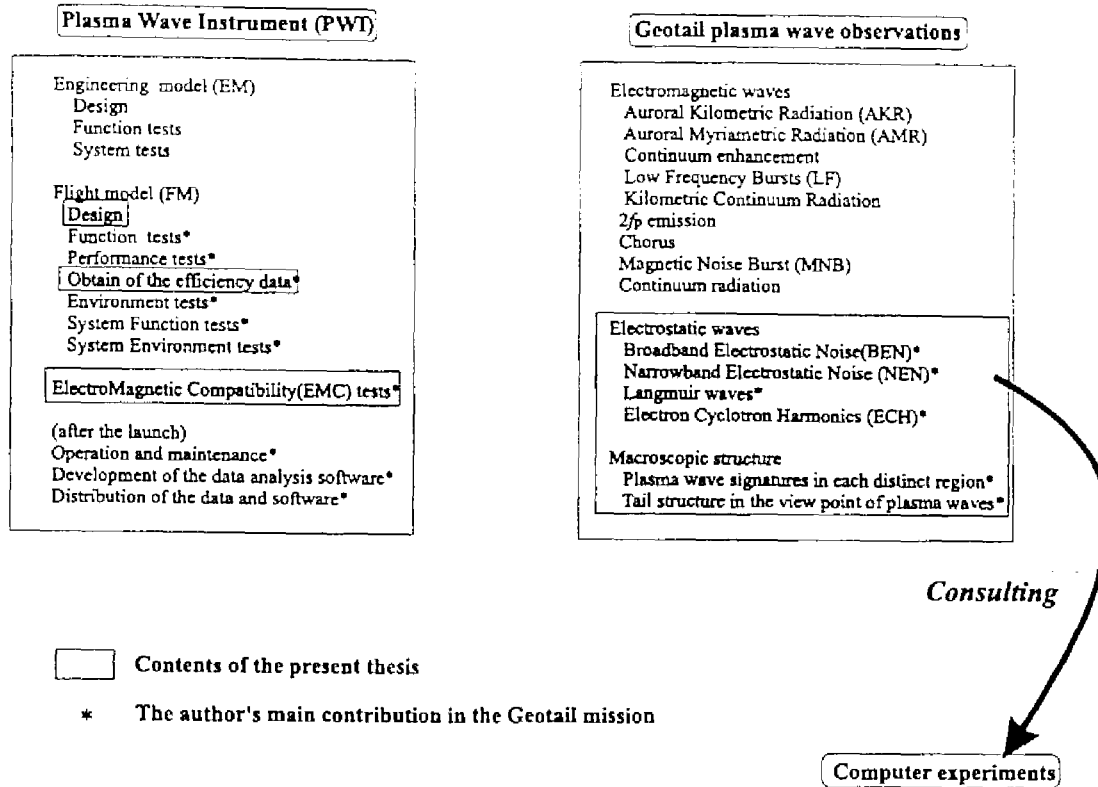 Plasma Wave Instrument (PWI)
Engineering model (EM)
Design
Function tests
System tests
Flight model (FM)
Design
Function tests*
Performance tests*
Obtain of the efficiency data*
Environment tests*
System Function tests*
System Environment tests*
ElectroMagnetic Compatibility(EMC) tests*
(after the launch)
Operation and maintenance*
Development of the data analysis software*
Distribution of the data and software*
Geotail plasma wave observations
Electromagnetic waves
Auroral Kilometric Radiation (AKR)
Auroral Myriametric Radiation (AMR)
Continuum enhancement
Low Frequency Bursts (LF)
Kilometric Continuum Radiation
2fp emission
Chorus
Magnetic Noise Burst (MNB)
Continuum radiation
Electrostatic waves
Broadband Electrostatic Noise(BEN)*
Narrowband Electrostatic Noise (NEN)*
Langmuir waves*
Electron Cyclotron Harmonics (ECH)*
Macroscopic structure
Plasma wave signatures in each distinct region*
Tail structure in the view point of plasma waves*
Consulting
Contents of the present thesis
* The author's main contribution in the Geotail mission
Computer experiments